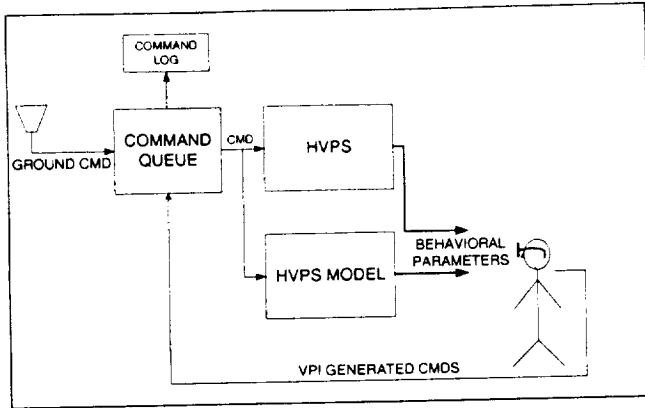 COMMAND
LOG
GROUND CMD
COMMAND
QUEUE
CMD
HVPS
HVPS MODEL
BEHAVIORAL
PARAMETERS
VPI GENERATED CMDS